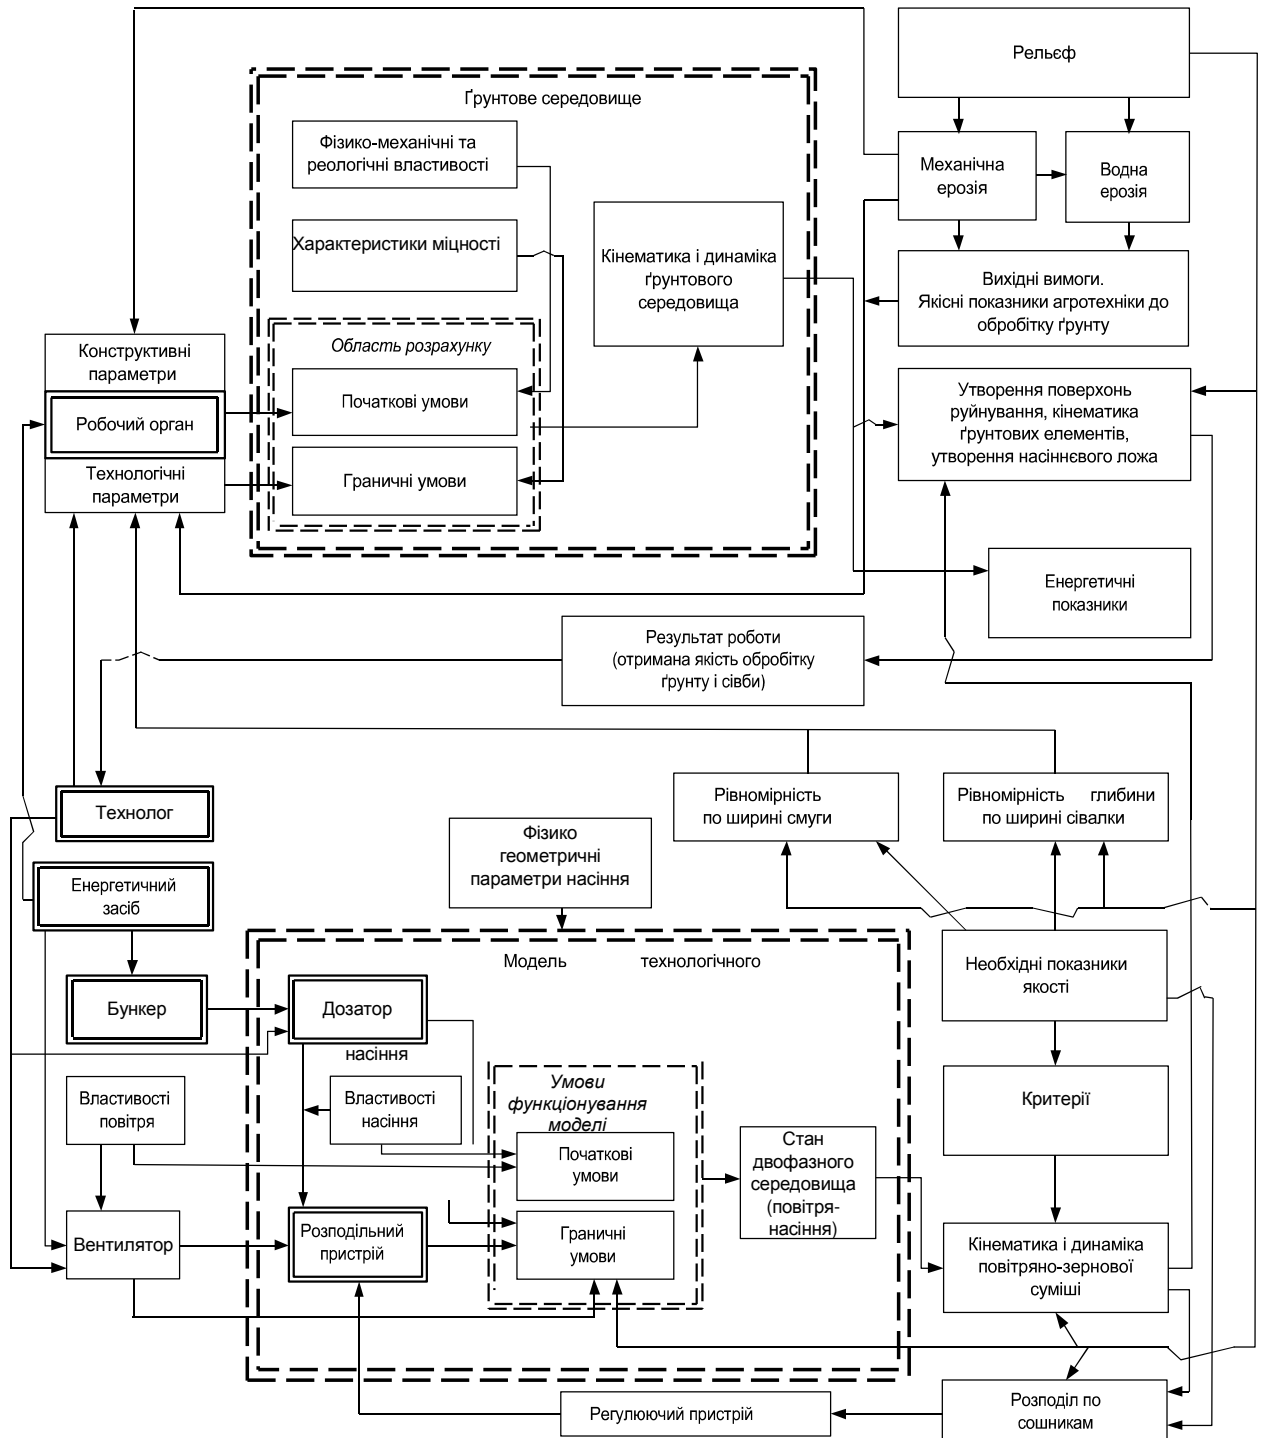 Рельєф
Ґрунтове середовище
Фізико-механічні та
реологічні властивості
Механічна
ерозія
Водна
ерозія
Характеристики міцності
Кінематика і динаміка
ґрунтового
середовища
Вихідні вимоги.
Якісні показники агротехніки до
обробітку ґрунту
Конструктивні
параметри
Область розрахунку
Робочий орган
Початкові умови
Утворення поверхонь
руйнування, кінематика
ґрунтових елементів,
утворення насіннєвого ложа
Технологічні
параметри
Граничні умови
Енергетичні
показники
Результат роботи
(отримана якість обробітку
ґрунту і сівби)
Технолог
Рівномірність
по ширині смуги
Рівномірність глибини
по ширині сівалки
Фізико
геометричні
параметри насіння
Енергетичний
засіб
Модель технологічного
Необхідні показники
якості
Бункер
Дозатор
насіння
Властивості
повітря
Властивості
насіння
Умови
функціонування
моделі
Критерії
Початкові
умови
Стан
двофазного
середовища
(повітря-
насіння)
Вентилятор
Розподільний
пристрій
Граничні
умови
Кінематика і динаміка
повітряно-зернової
суміші
Регулюючий пристрій
Розподіл по
сошникам